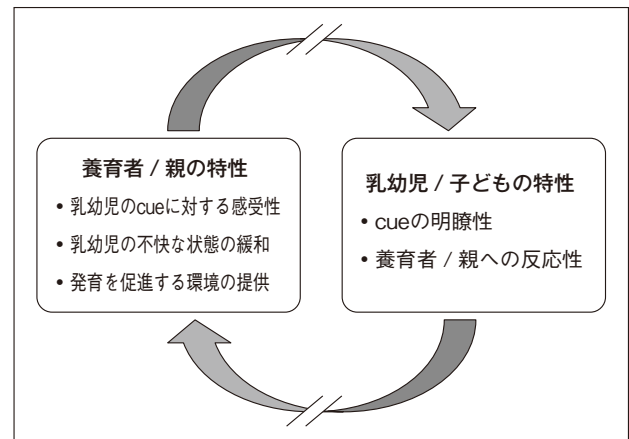 養育者 / 親の特性
• 乳幼児のcueに対する感受性
• 乳幼児の不快な状態の緩和
• 発育を促進する環境の提供
乳幼児 / 子どもの特性
• cueの明瞭性
• 養育者 / 親への反応性